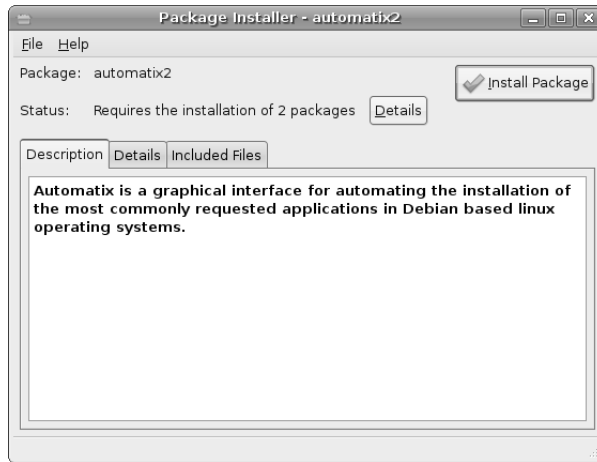 Package Installer - automatix2
File Help
Package: automatix2
Install Package
Status: Requires the installation of 2 packages Details
Description Details Included Files
Automatix is a graphical interface for automating the installation of
the most commonly requested applications in Debian based linux
operating systems.